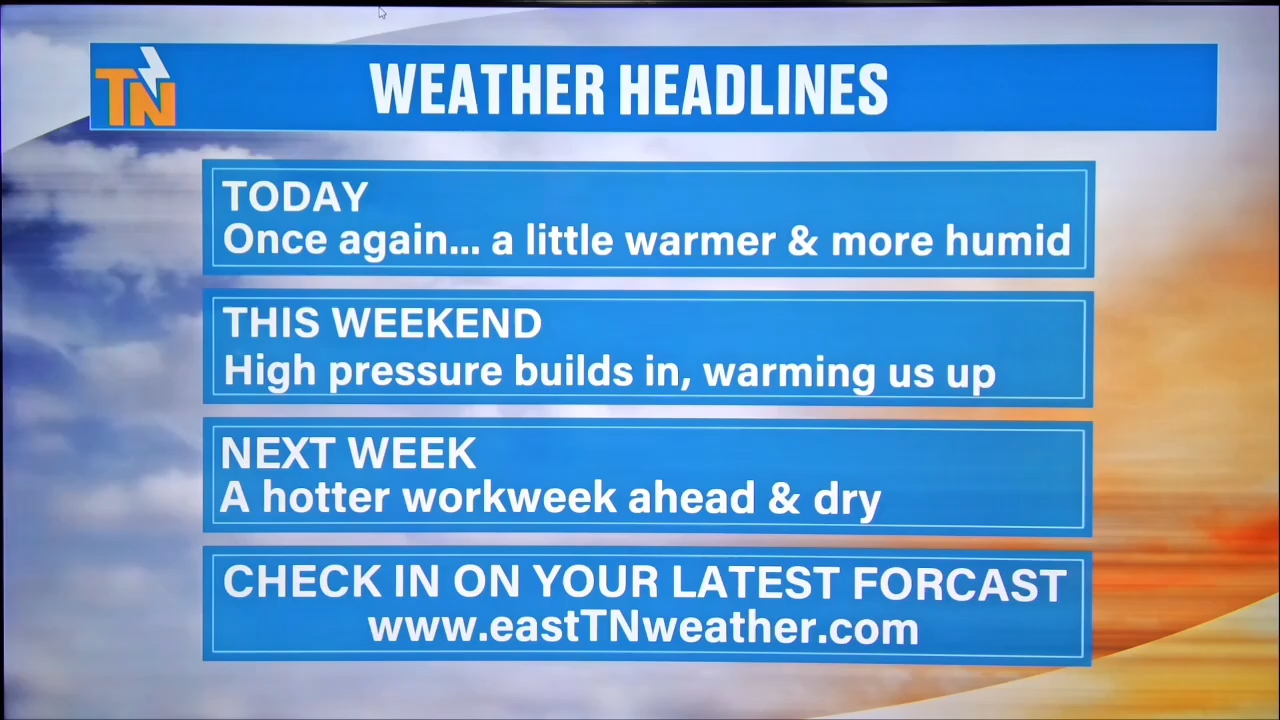 TN
WEATHER HEADLINES
TODAY
Once again... a little warmer & more humid
THIS WEEKEND
High pressure builds in, warming us up
NEXT WEEK
A hotter workweek ahead & dry
CHECK IN ON YOUR LATEST FORCAST
www.eastTNweather.com